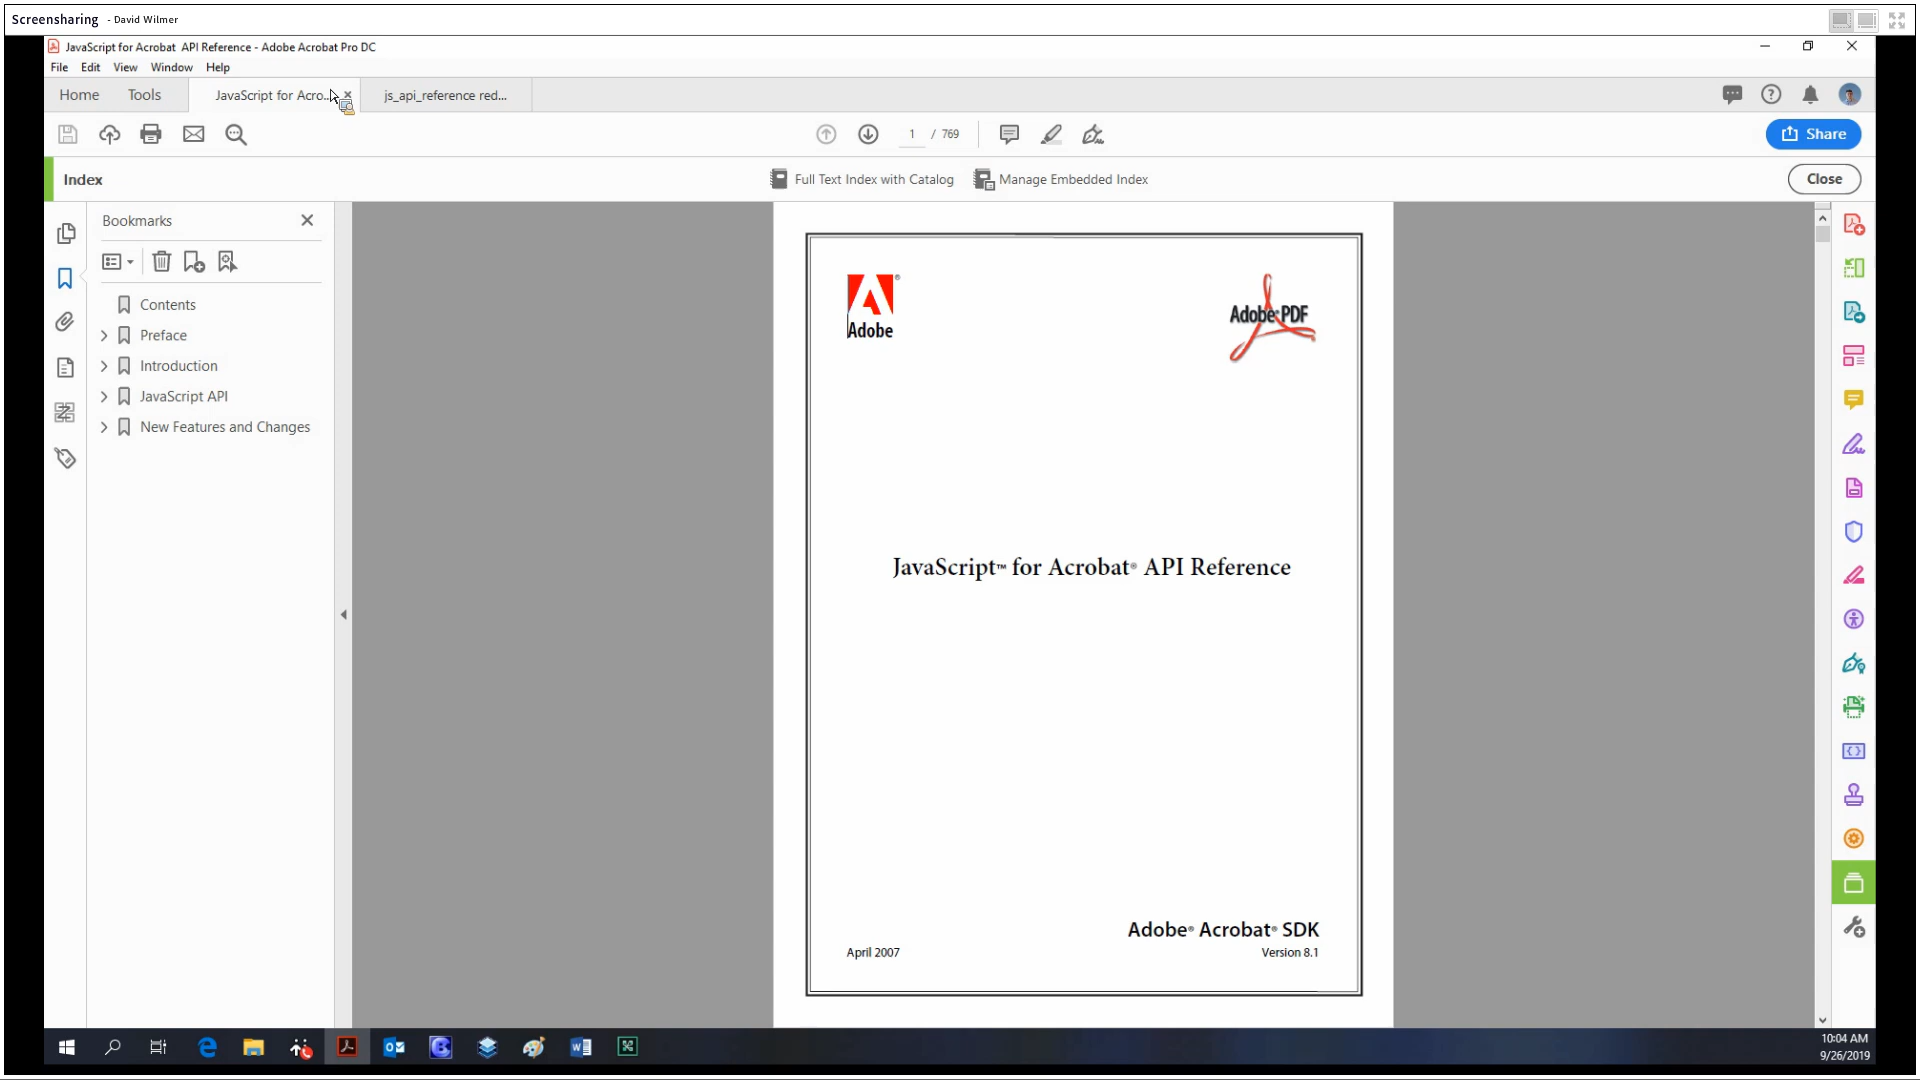 Screensharing - David Wilmer
JavaScript for Acrobat API Reference - Adobe Acrobat Pro DC
File Edit View Window Help
Home Tools JavaScript for Acro... js_api_reference red...
1 / 769
Share
Index Full Text Index with Catalog Manage Embedded Index Close
Bookmarks
Contents
Preface
Introduction
JavaScript API
New Features and Changes
Adobe®
Adobe® PDF
JavaScript™ for Acrobat® API Reference
Adobe® Acrobat® SDK
April 2007 Version 8.1
10:04 AM
9/26/2019